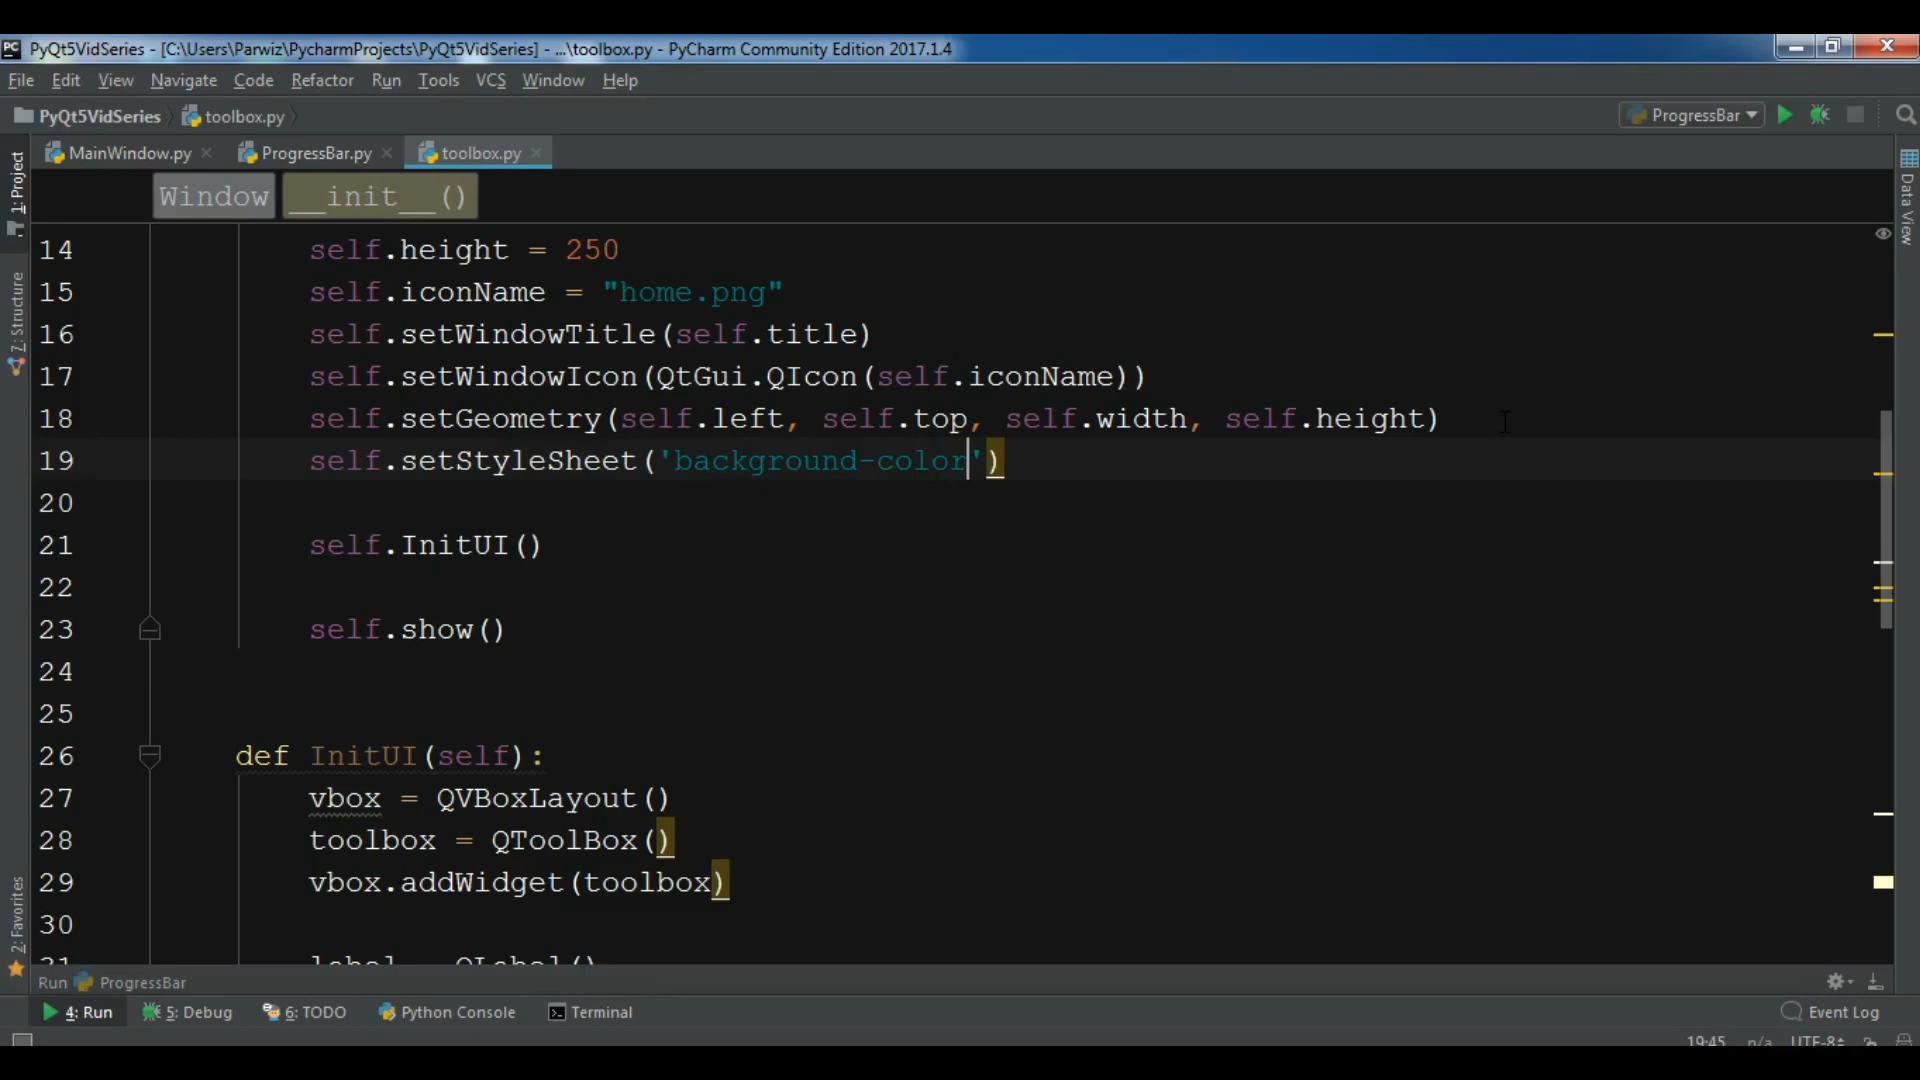 PyQt5VidSeries - [C:\Users\Parwiz\PycharmProjects\PyQt5VidSeries] - ...\toolbox.py - PyCharm Community Edition 2017.1.4
File Edit View Navigate Code Refactor Run Tools VCS Window Help
PyQt5VidSeries toolbox.py ProgressBar
MainWindow.py ProgressBar.py toolbox.py
Window __init__()
14 self.height = 250
15 self.iconName = "home.png"
16 self.setWindowTitle(self.title)
17 self.setWindowIcon(QtGui.QIcon(self.iconName))
18 self.setGeometry(self.left, self.top, self.width, self.height)
19 self.setStyleSheet('background-color')
20
21 self.InitUI()
22
23 self.show()
24
25
26 def InitUI(self):
27 vbox = QVBoxLayout()
28 toolbox = QToolBox()
29 vbox.addWidget(toolbox)
30
31 label = QLabel()
1: Project
7: Structure
2: Favorites
Data View
Run ProgressBar
4: Run 5: Debug 6: TODO Python Console Terminal Event Log
19:45 n/a UTF-8